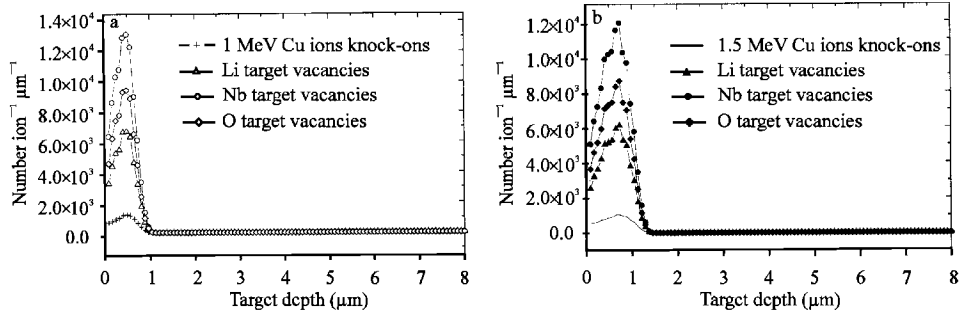 a
1.4×10⁴
1.2×10⁴
1.0×10⁴
8.0×10³
6.0×10³
4.0×10³
2.0×10³
0.0
Number ion⁻¹ μm⁻¹
1 MeV Cu ions knock-ons
Li target vacancies
Nb target vacancies
O target vacancies
0 1 2 3 4 5 6 7 8
Target depth (μm)
b
1.2×10⁴
1.0×10⁴
8.0×10³
6.0×10³
4.0×10³
2.0×10³
0.0
Number ion⁻¹ μm⁻¹
1.5 MeV Cu ions knock-ons
Li target vacancies
Nb target vacancies
O target vacancies
0 1 2 3 4 5 6 7 8
Target depth (μm)